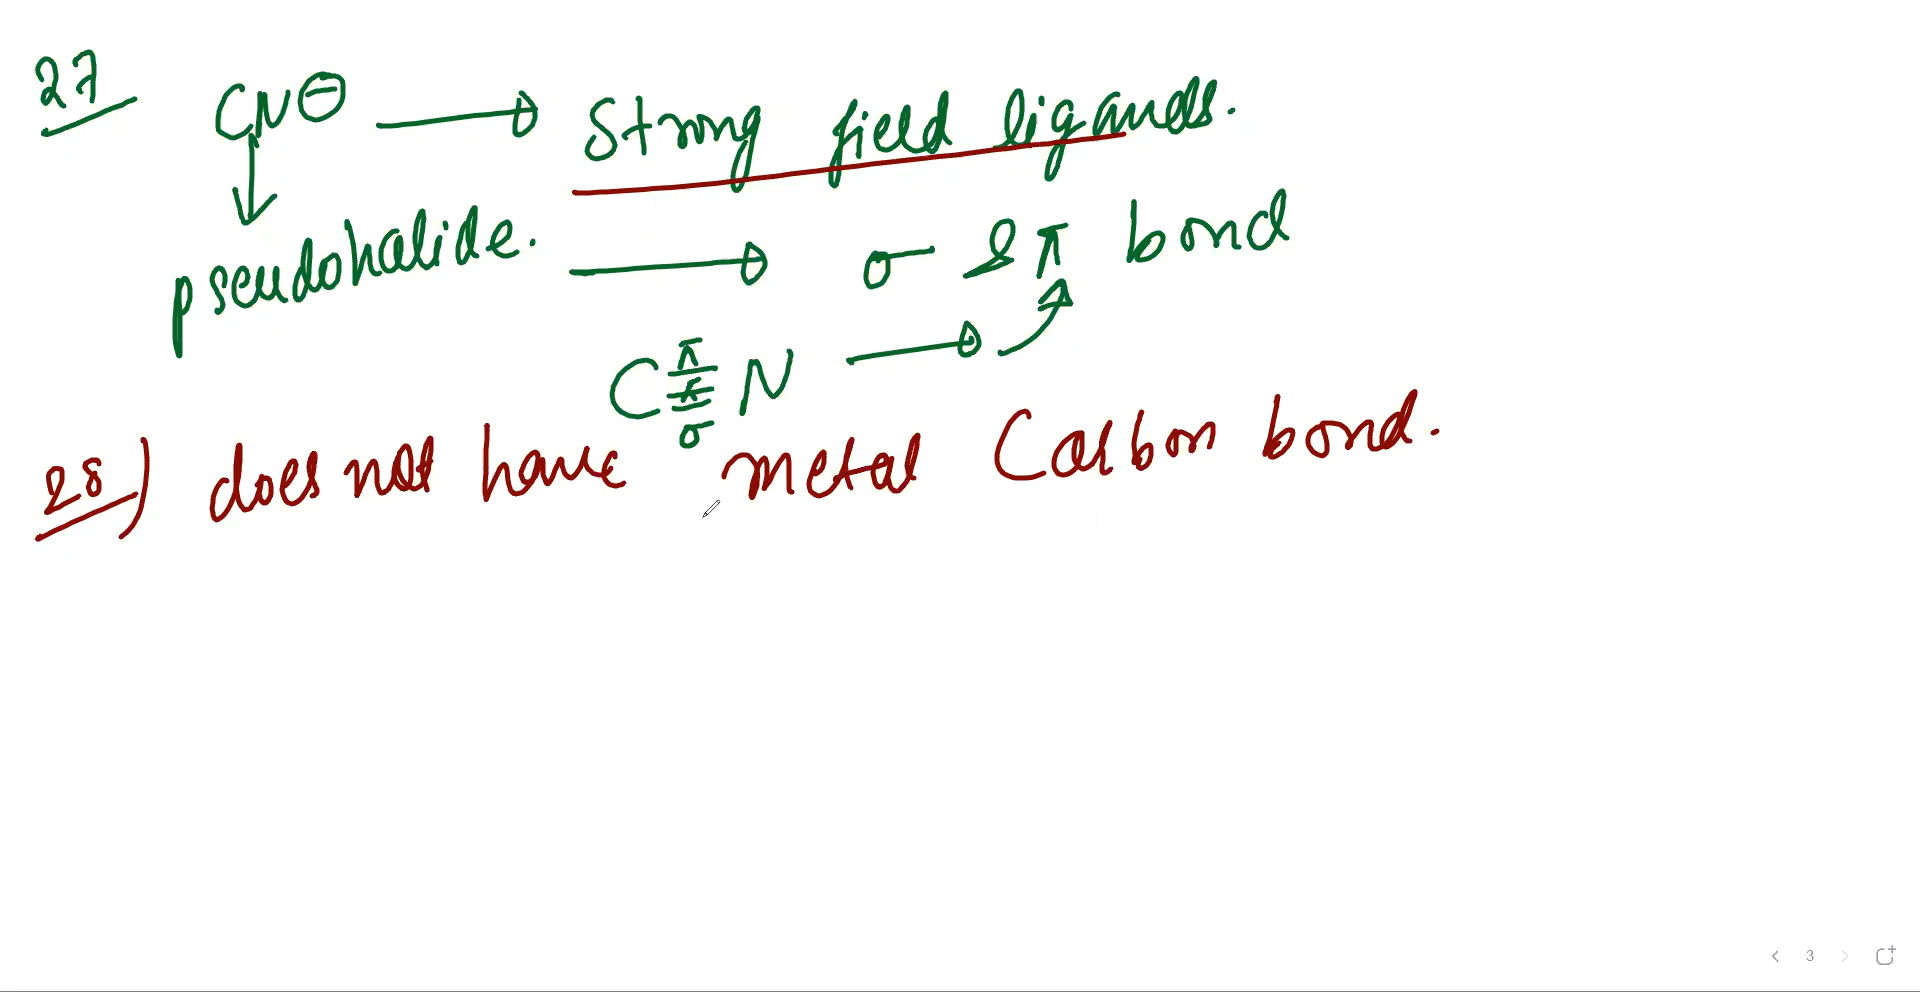 27 CN⊖ → Strong field ligands.
pseudohalide. → σ & π bond
C≡N →
π
π
σ
28) does not have metal Carbon bond.
3